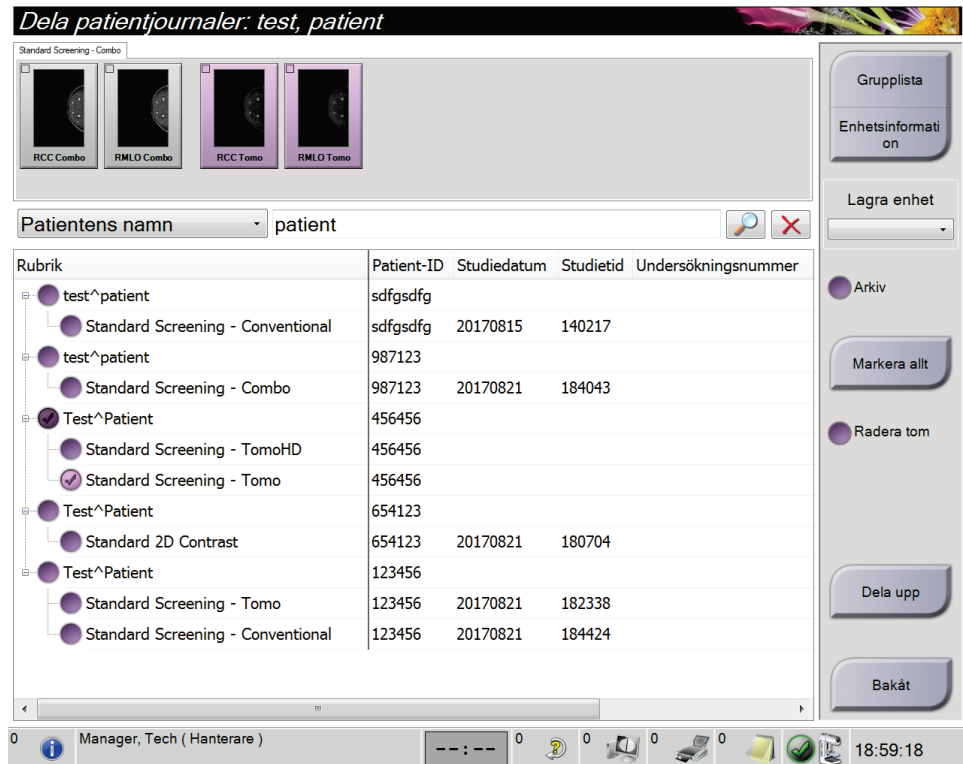 Dela patientjournaler: test, patient
Standard Screening - Combo
RCC Combo
RMLO Combo
RCC Tomo
RMLO Tomo
Grupplista
Enhetsinformati
on
Lagra enhet
Patientens namn patient
Rubrik Patient-ID Studiedatum Studietid Undersökningsnummer
test^patient sdfgsdfg
Standard Screening - Conventional sdfgsdfg 20170815 140217
test^patient 987123
Standard Screening - Combo 987123 20170821 184043
Test^Patient 456456
Standard Screening - TomoHD 456456
Standard Screening - Tomo 456456
Test^Patient 654123
Standard 2D Contrast 654123 20170821 180704
Test^Patient 123456
Standard Screening - Tomo 123456 20170821 182338
Standard Screening - Conventional 123456 20170821 184424
Arkiv
Markera allt
Radera tom
Dela upp
Bakåt
0 Manager, Tech ( Hanterare ) --:-- 0 0 0 0 18:59:18